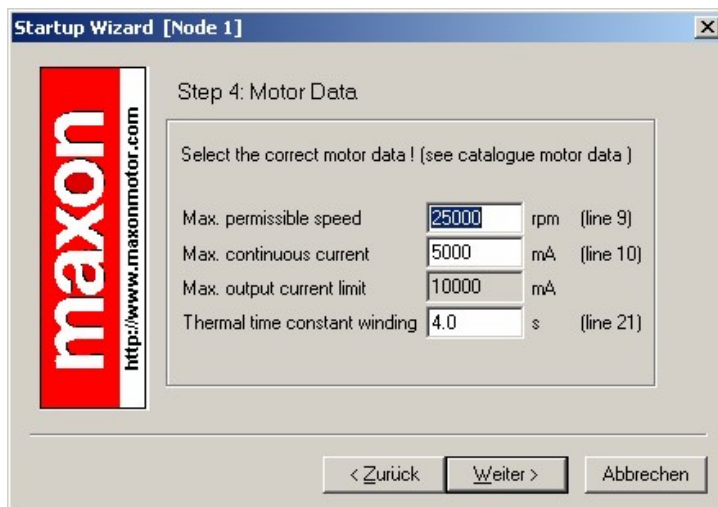 Startup Wizard [Node 1]
maxon
http://www.maxonmotor.com
Step 4: Motor Data
Select the correct motor data ! (see catalogue motor data )
Max. permissible speed 25000 rpm (line 9)
Max. continuous current 5000 mA (line 10)
Max. output current limit 10000 mA
Thermal time constant winding 4.0 s (line 21)
< Zurück Weiter > Abbrechen